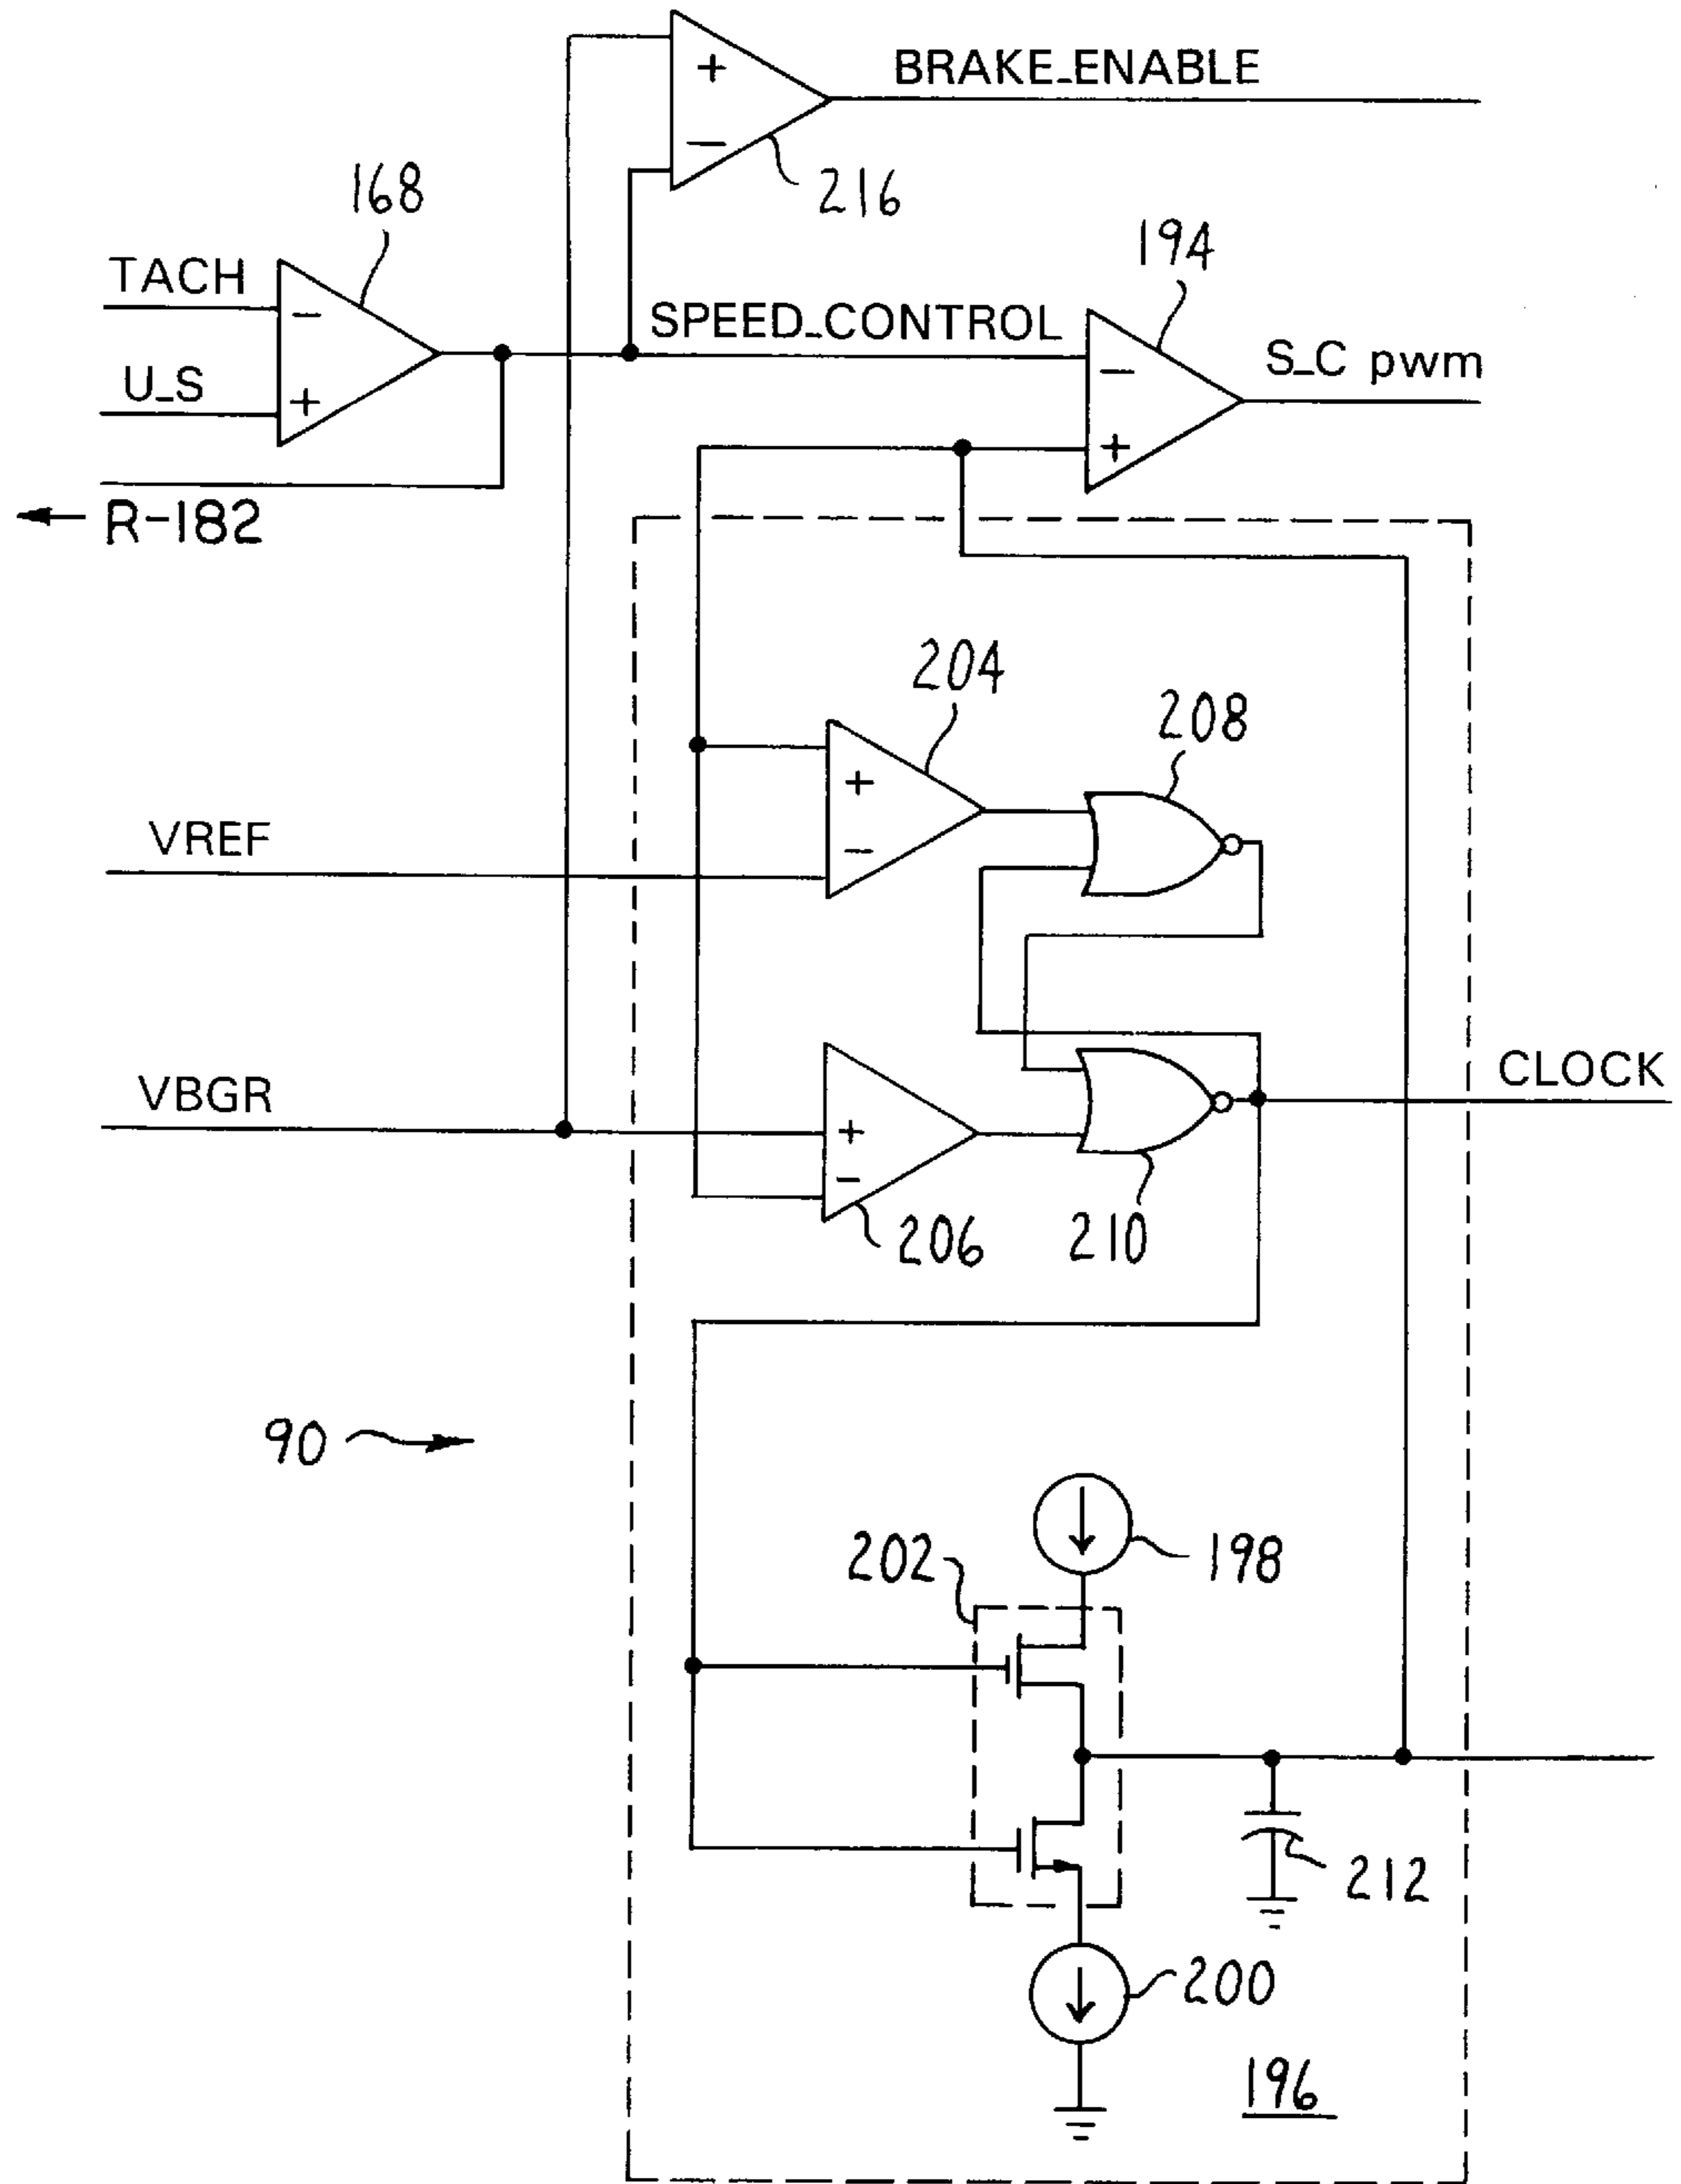 BRAKE_ENABLE
216
168
194
TACH
SPEED_CONTROL
S_C pwm
U_S
R-182
204
208
VREF
CLOCK
VBGR
206
210
90
202
198
212
200
196